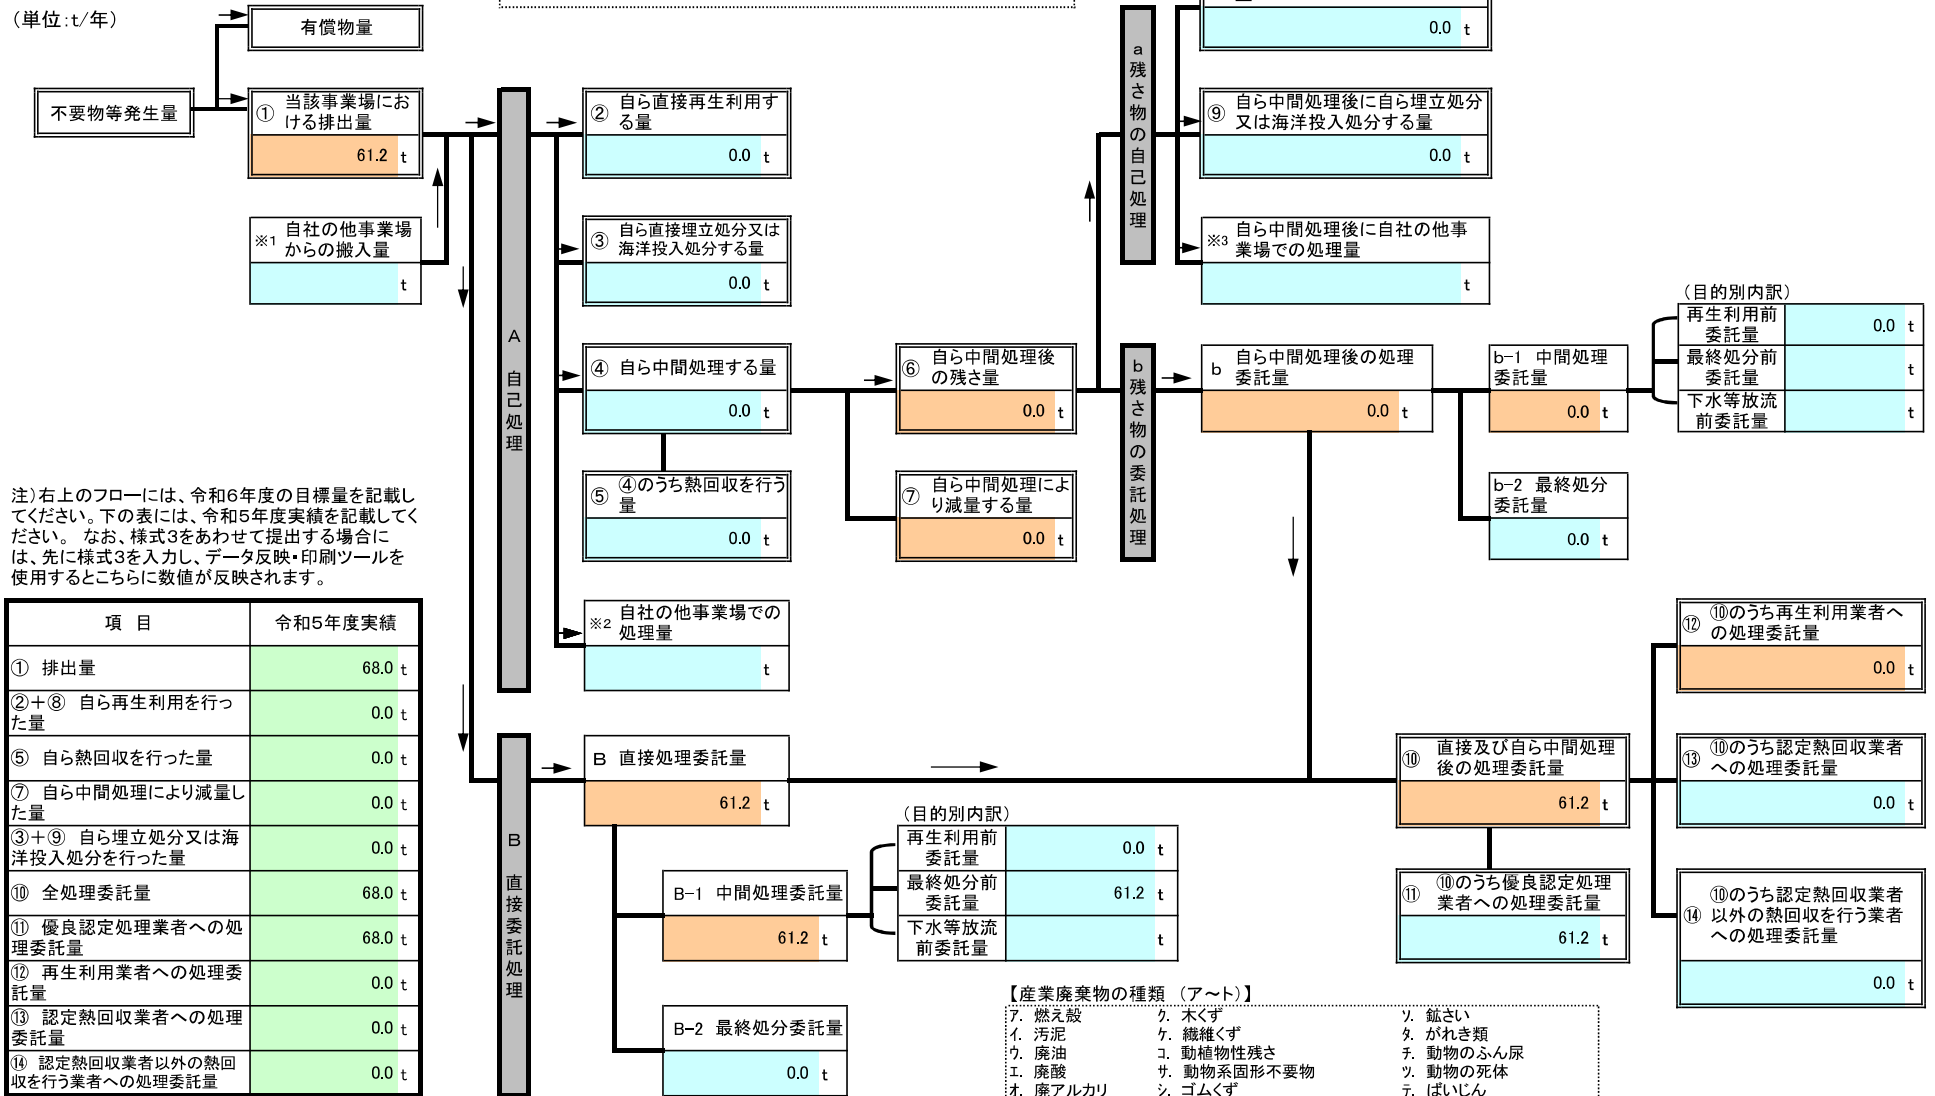 （単位：t/年）
有償物量
不要物等発生量
① 当該事業場にお
ける排出量
61.2 t
※1 自社の他事業場
からの搬入量
t
A 自己処理
② 自ら直接再生利用す
る量
0.0 t
③ 自ら直接埋立処分又は
海洋投入処分する量
0.0 t
④ 自ら中間処理する量
0.0 t
⑤ ④のうち熱回収を行う
量
0.0 t
※2 自社の他事業場での
処理量
t
⑥ 自ら中間処理後
の残さ量
0.0 t
⑦ 自ら中間処理によ
り減量する量
0.0 t
a 残さ物の自己処理
0.0 t
⑨ 自ら中間処理後に自ら埋立処分
又は海洋投入処分する量
0.0 t
※3 自ら中間処理後に自社の他事
業場での処理量
t
b 残さ物の委託処理
b 自ら中間処理後の処理
委託量
0.0 t
b-1 中間処理
委託量
0.0 t
（目的別内訳）
再生利用前
委託量
0.0 t
最終処分前
委託量
t
下水等放流
前委託量
t
b-2 最終処分
委託量
0.0 t
注）右上のフローには、令和6年度の目標量を記載し
てください。下の表には、令和5年度実績を記載してく
ださい。 なお、様式3をあわせて提出する場合に
は、先に様式3を入力し、データ反映・印刷ツールを
使用するとこちらに数値が反映されます。
項 目 令和5年度実績
① 排出量 68.0 t
②＋⑧ 自ら再生利用を行っ
た量
0.0 t
⑤ 自ら熱回収を行った量 0.0 t
⑦ 自ら中間処理により減量し
た量
0.0 t
③＋⑨ 自ら埋立処分又は海
洋投入処分を行った量
0.0 t
⑩ 全処理委託量 68.0 t
⑪ 優良認定処理業者への処
理委託量
68.0 t
⑫ 再生利用業者への処理委
託量
0.0 t
⑬ 認定熱回収業者への処理
委託量
0.0 t
⑭ 認定熱回収業者以外の熱回
収を行う業者への処理委託量
0.0 t
B 直接委託処理
B 直接処理委託量
61.2 t
B-1 中間処理委託量
61.2 t
（目的別内訳）
再生利用前
委託量
0.0 t
最終処分前
委託量
61.2 t
下水等放流
前委託量
t
B-2 最終処分委託量
0.0 t
⑩ 直接及び自ら中間処理
後の処理委託量
61.2 t
⑪ ⑩のうち優良認定処理
業者への処理委託量
61.2 t
⑫ ⑩のうち再生利用業者へ
の処理委託量
0.0 t
⑬ ⑩のうち認定熱回収業者
への処理委託量
0.0 t
⑭ ⑩のうち認定熱回収業者
以外の熱回収を行う業者
への処理委託量
0.0 t
【産業廃棄物の種類 （ア～ト）】
ア. 燃え殻 ク. 木くず ソ. 鉱さい
イ. 汚泥 ケ. 繊維くず タ. がれき類
ウ. 廃油 コ. 動植物性残さ チ. 動物のふん尿
エ. 廃酸 サ. 動物系固形不要物 ツ. 動物の死体
オ. 廃アルカリ シ. ゴムくず テ. ばいじん